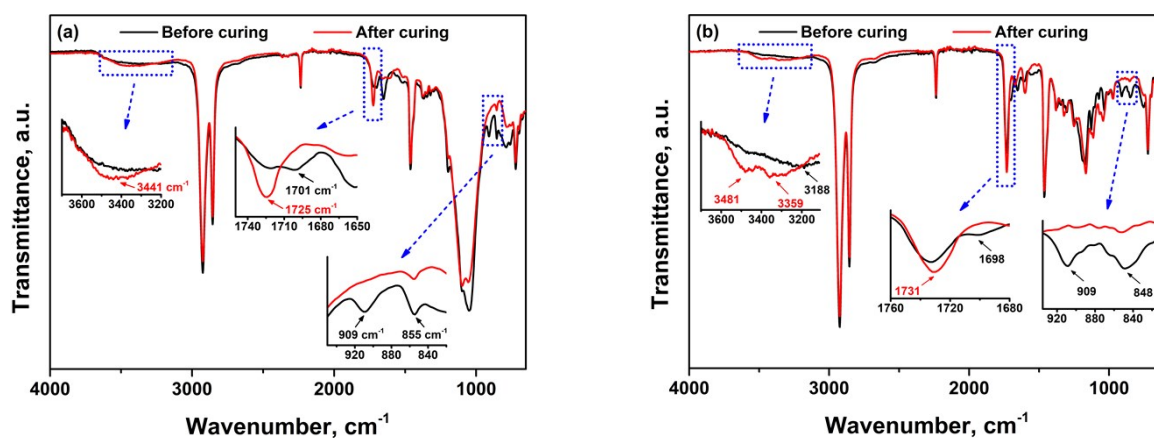 (a) Before curing After curing
3441 cm-1
3600 3400 3200
1701 cm-1
1725 cm-1
1740 1710 1680 1650
909 cm-1 855 cm-1
920 880 840
Transmittance, a.u.
4000 3000 2000 1000
Wavenumber, cm-1
(b) Before curing After curing
3481 3359 3188
3600 3400 3200
1731 1698
1760 1720 1680
909 848
920 880 840
Transmittance, a.u.
4000 3000 2000 1000
Wavenumber, cm-1